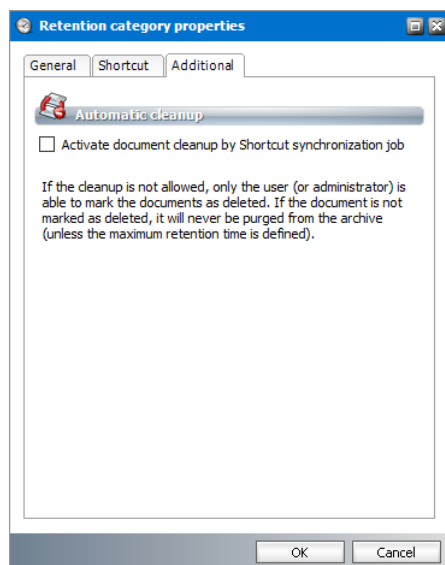 Retention category properties
General Shortcut Additional
Automatic cleanup
Activate document cleanup by Shortcut synchronization job
If the cleanup is not allowed, only the user (or administrator) is
able to mark the documents as deleted. If the document is not
marked as deleted, it will never be purged from the archive
(unless the maximum retention time is defined).
OK Cancel